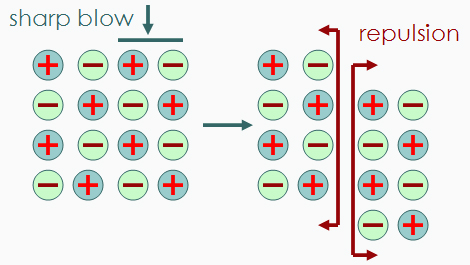 sharp blow
repulsion
+ − + −
− + − +
+ − + −
− + − +
+ −
− +
+ −
− +
+ −
− +
+ −
− +